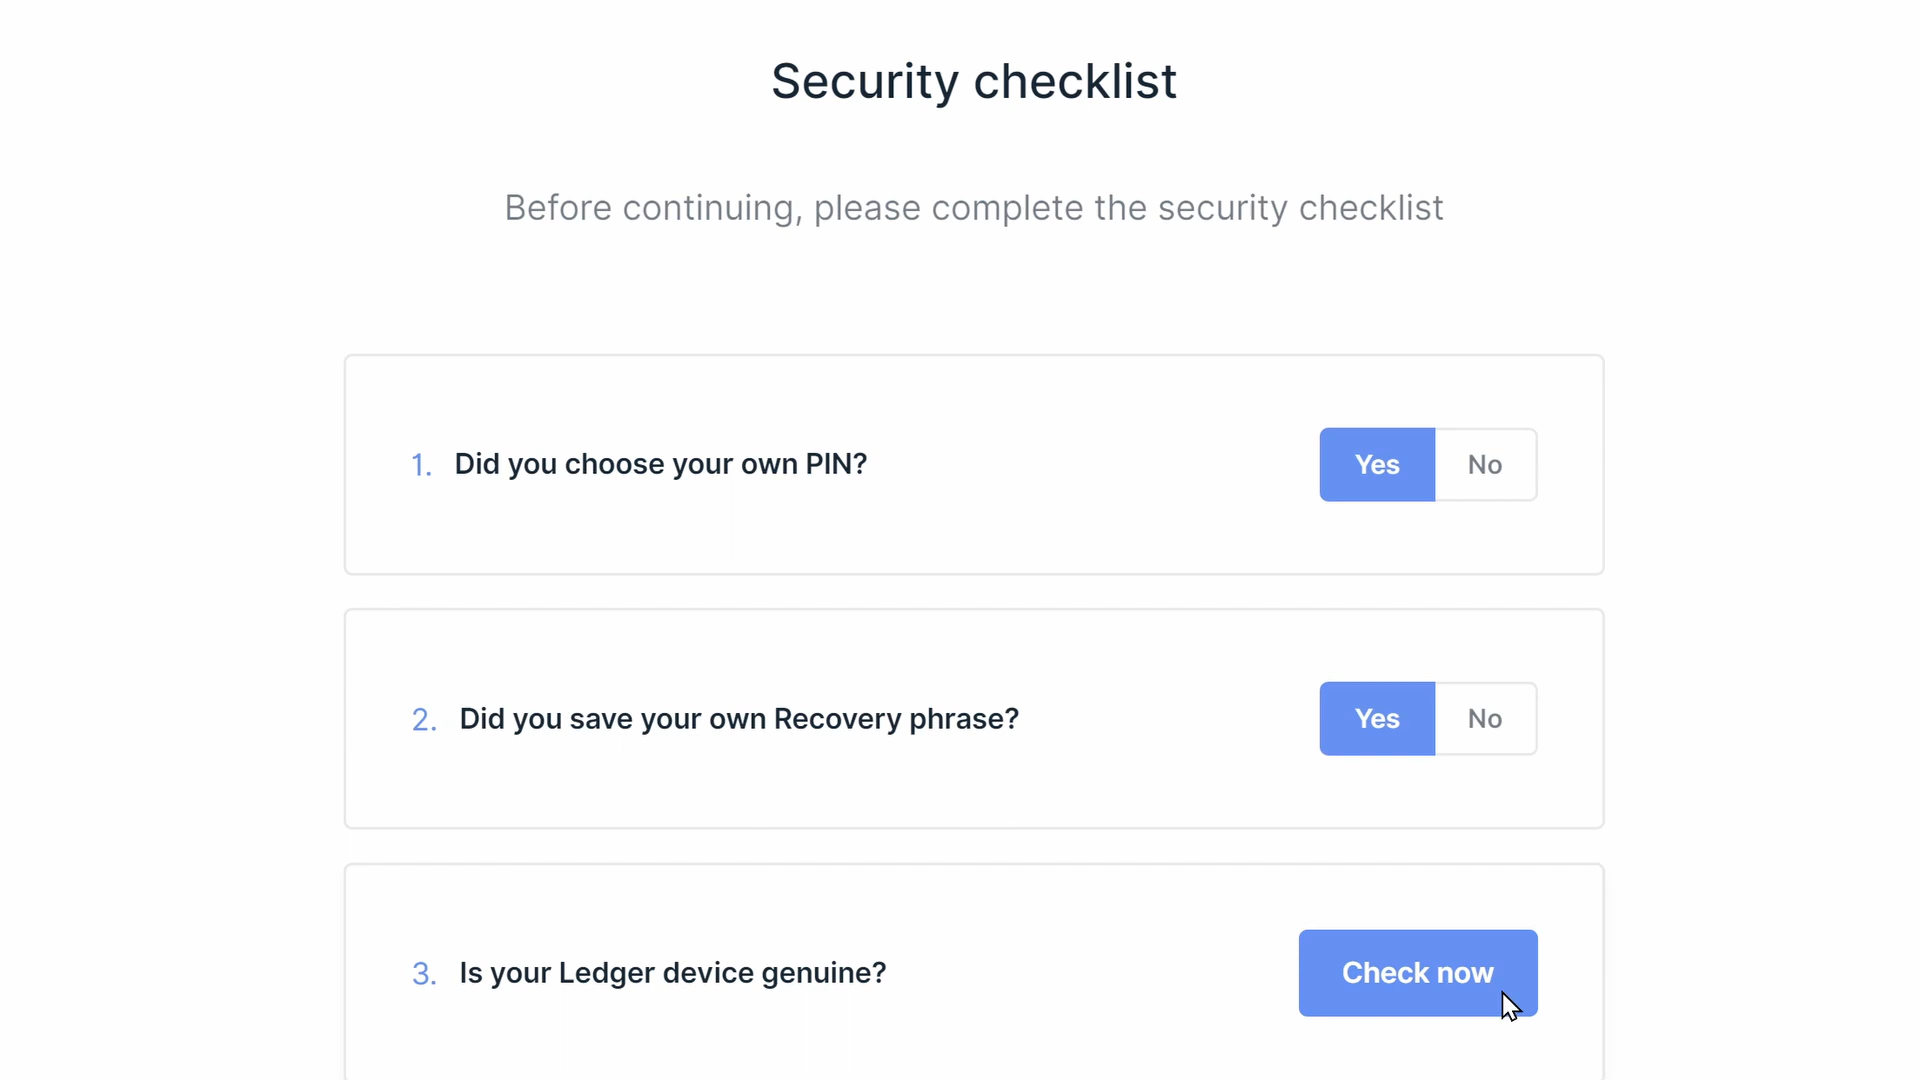 Security checklist
Before continuing, please complete the security checklist
1. Did you choose your own PIN? Yes No
2. Did you save your own Recovery phrase? Yes No
3. Is your Ledger device genuine? Check now